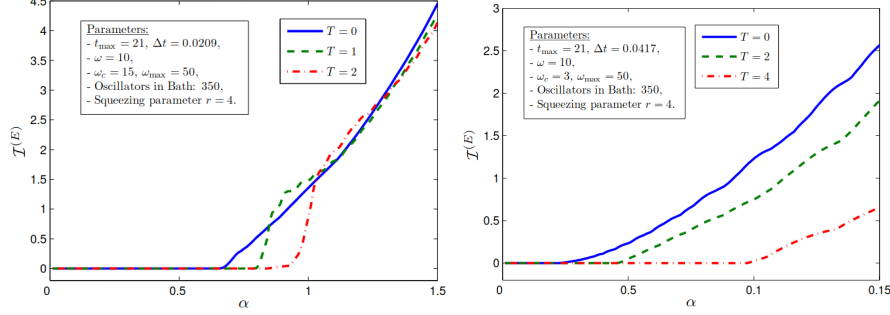 4.5
4
3.5
3
2.5
2
1.5
1
0.5
0
0
0.5
1
1.5
α
I^(E)
Parameters:
- t_max = 21, Δt = 0.0209,
- ω = 10,
- ω_c = 15, ω_max = 50,
- Oscillators in Bath: 350,
- Squeezing parameter r = 4.
T = 0
T = 1
T = 2
3
2.5
2
1.5
1
0.5
0
0
0.5
0.1
0.15
α
I^(E)
Parameters:
- t_max = 21, Δt = 0.0417,
- ω = 10,
- ω_c = 3, ω_max = 50,
- Oscillators in Bath: 350,
- Squeezing parameter r = 4.
T = 0
T = 2
T = 4